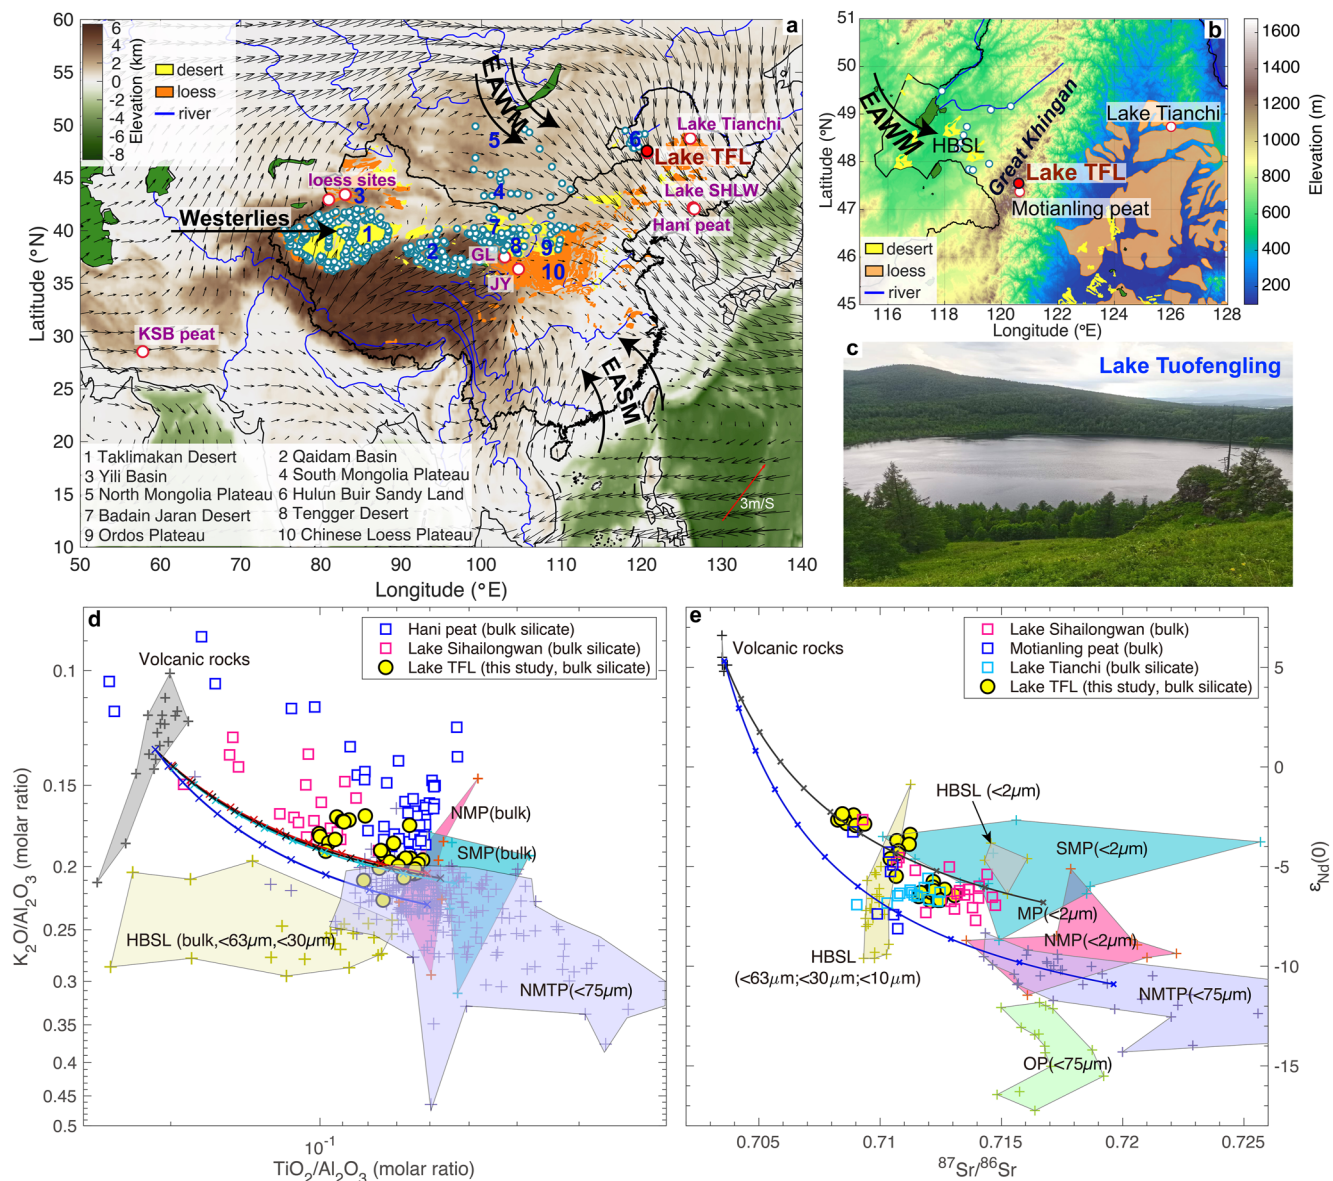 a
60
55
50
45
40
35
30
25
20
15
10
Latitude (°N)
50
60
70
80
90
100
110
120
130
140
Longitude (°E)
6
4
2
0
-2
-4
-6
-8
Elevation (km)
desert
loess
river
EAWM
Westerlies
EASM
loess sites
KSB peat
GL
JY
Lake Tianchi
Lake TFL
Lake SHLW
Hani peat
1
2
3
4
5
6
7
8
9
10
3m/S
1 Taklimakan Desert 2 Qaidam Basin
3 Yili Basin 4 South Mongolia Plateau
5 North Mongolia Plateau 6 Hulun Buir Sandy Land
7 Badain Jaran Desert 8 Tengger Desert
9 Ordos Plateau 10 Chinese Loess Plateau
b
51
50
49
48
47
46
45
Latitude (°N)
115 116 117 118 119 120 121 122 123 124 125 126 127 128
Longitude (°E)
EAWM
HBSL
Great Khingan
Lake Tianchi
Lake TFL
Motianling peat
desert
loess
river
1600
1400
1200
1000
800
600
400
200
Elevation (m)
c
Lake Tuofengling
d
Hani peat (bulk silicate)
Lake Sihailongwan (bulk silicate)
Lake TFL (this study, bulk silicate)
Volcanic rocks
NMP(bulk)
SMP(bulk)
HBSL (bulk,<63μm,<30μm)
NMTP(<75μm)
0.1
0.15
0.2
0.25
0.3
0.35
0.4
0.45
0.5
K2O/Al2O3 (molar ratio)
10-1
TiO2/Al2O3 (molar ratio)
e
Lake Sihailongwan (bulk)
Motianling peat (bulk)
Lake Tianchi (bulk silicate)
Lake TFL (this study, bulk silicate)
Volcanic rocks
HBSL (<2μm)
SMP(<2μm)
MP(<2μm)
NMP(<2μm)
HBSL
(<63μm;<30μm;<10μm)
NMTP(<75μm)
OP(<75μm)
5
0
-5
-10
-15
εNd(0)
0.705
0.71
0.715
0.72
0.725
87Sr/86Sr